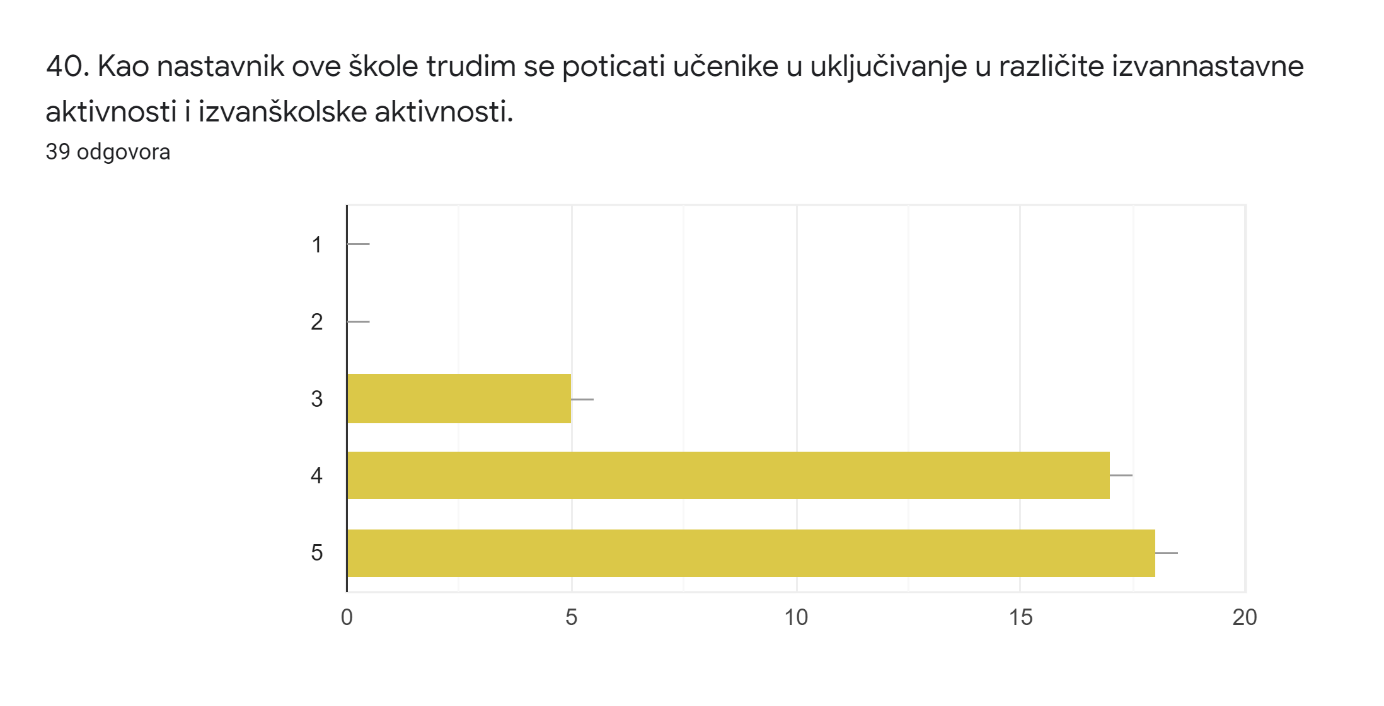 40. Kao nastavnik ove škole trudim se poticati učenike u uključivanje u različite izvannastavne
aktivnosti i izvanškolske aktivnosti.
39 odgovora
1
2
3
4
5
0 5 10 15 20